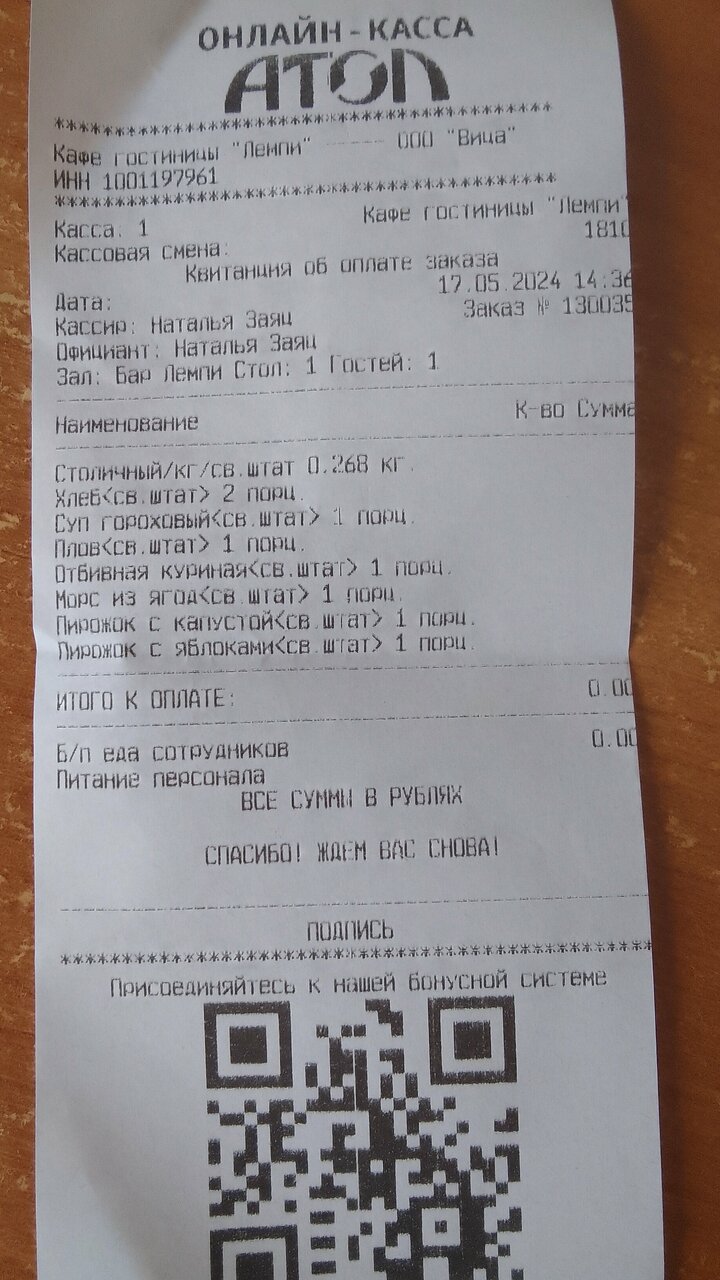 ОНЛАЙН-КАССА
АТОЛ
****************************************
Кафе гостиницы "Лемпи" ----- ООО "Вица"
ИНН 1001197961
****************************************
Касса: 1 Кафе гостиницы "Лемпи"
Кассовая смена: 1810
Квитанция об оплате заказа
Дата: 17.05.2024 14:36
Кассир: Наталья Заяц Заказ № 130035
Официант: Наталья Заяц
Зал: Бар Лемпи Стол: 1 Гостей: 1
Наименование К-во Сумма
Столичный/кг/св.штат 0.268 кг.
Хлеб<св.штат> 2 порц.
Суп гороховый<св.штат> 1 порц.
Плов<св.штат> 1 порц.
Отбивная куриная<св.штат> 1 порц.
Морс из ягод<св.штат> 1 порц.
Пирожок с капустой<св.штат> 1 порц.
Пирожок с яблоками<св.штат> 1 порц.
ИТОГО К ОПЛАТЕ: 0.00
Б/п еда сотрудников 0.00
Питание персонала
ВСЕ СУММЫ В РУБЛЯХ
СПАСИБО! ЖДЕМ ВАС СНОВА!
ПОДПИСЬ
****************************************
Присоединяйтесь к нашей бонусной системе